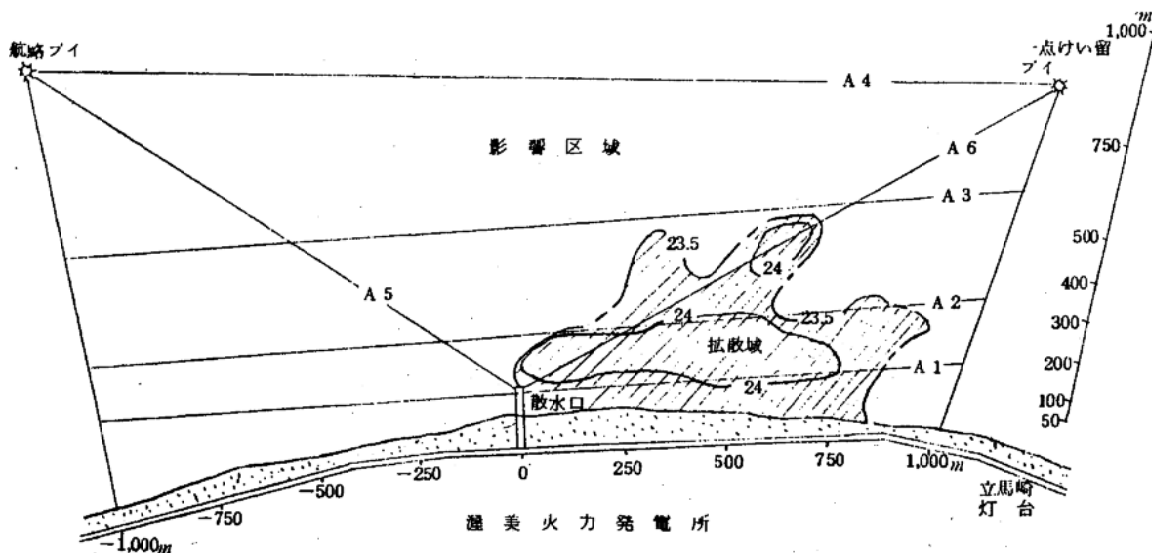 m
1,000
航路ブイ
一点けい留
ブイ
A 4
影響区域
A 6
750
A 3
23.5
500
24
A 5
400
A 2
24
23.5
300
拡散域
200
A 1
24
散水口
100
50
-1,000m
-750
-500
-250
0
250
500
750
1,000m
立馬崎
灯台
渥美火力発電所